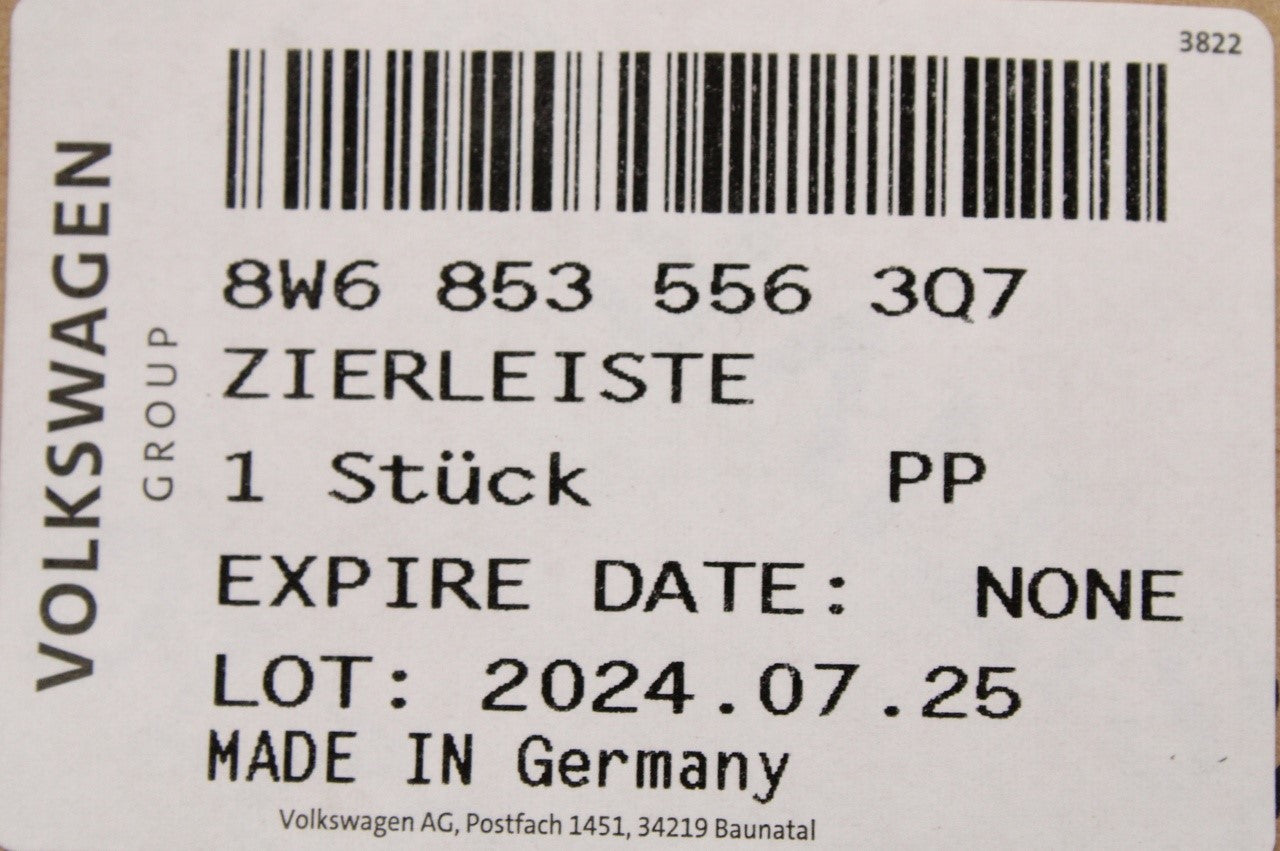 3822
VOLKSWAGEN
GROUP
8W6 853 556 3Q7
ZIERLEISTE
1 Stück PP
EXPIRE DATE: NONE
LOT: 2024.07.25
MADE IN Germany
Volkswagen AG, Postfach 1451, 34219 Baunatal